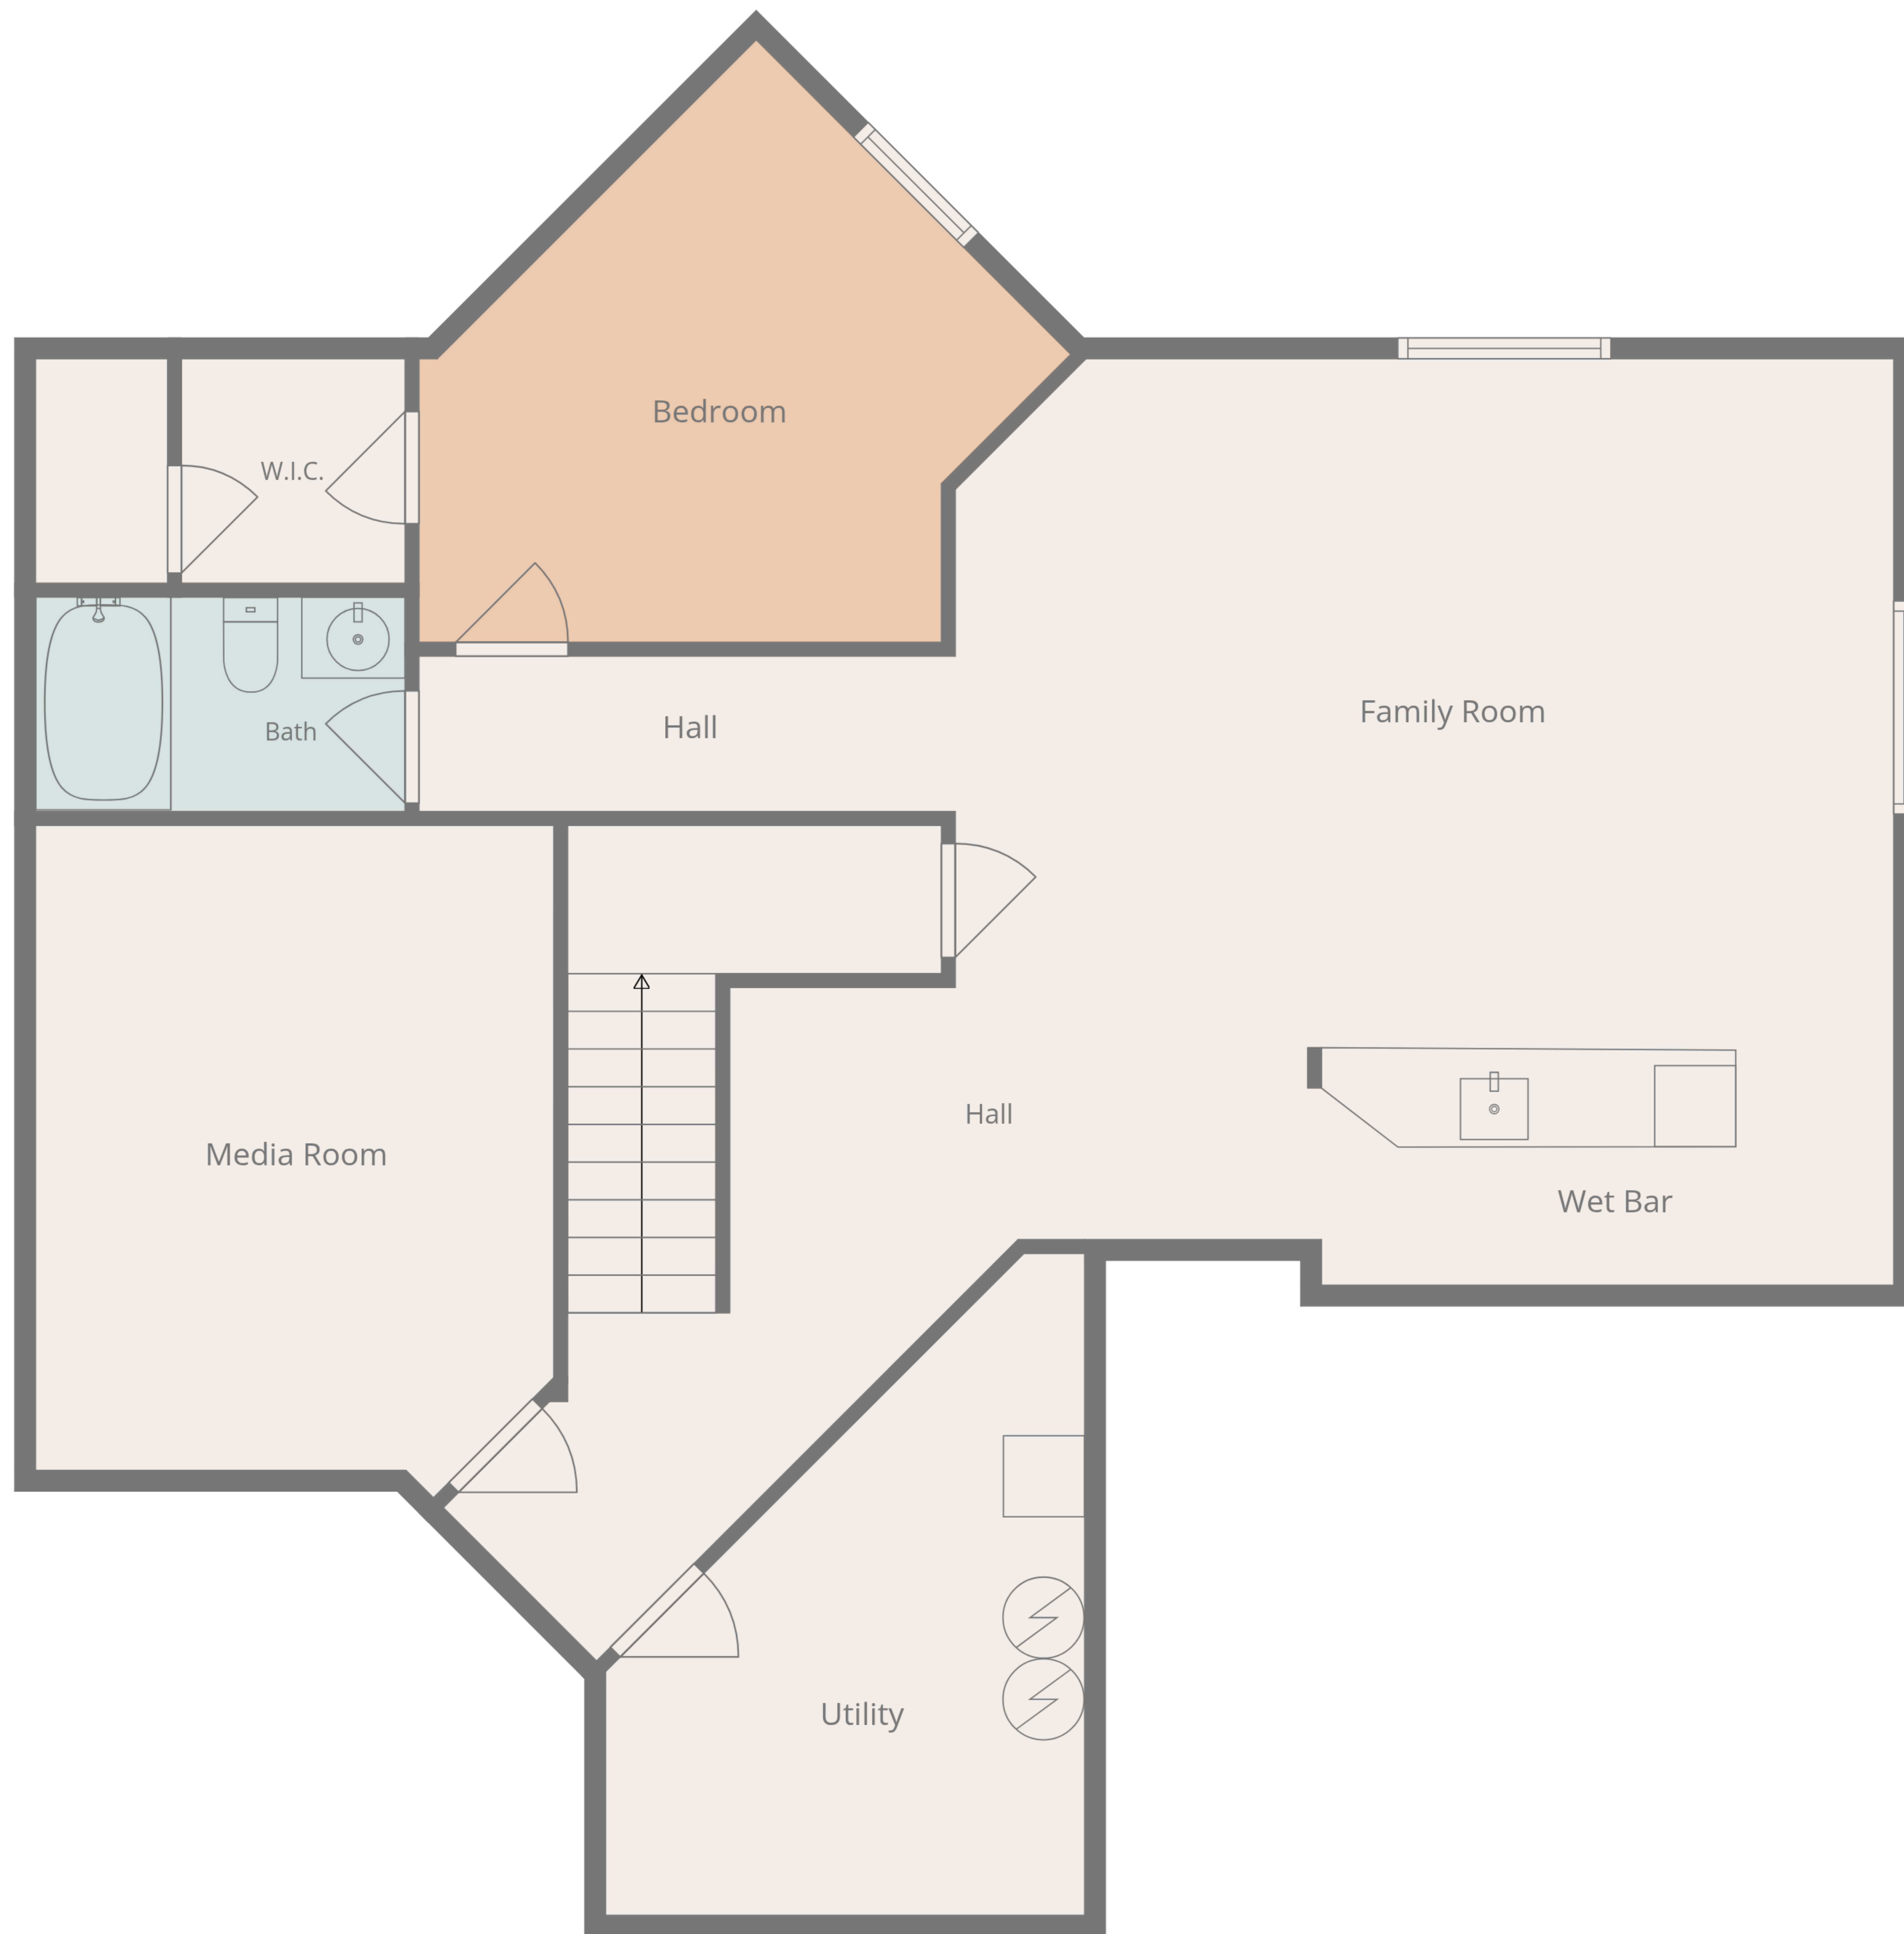 Bedroom
W.I.C.
Family Room
Hall
Bath
Hall
Media Room
Wet Bar
Utility